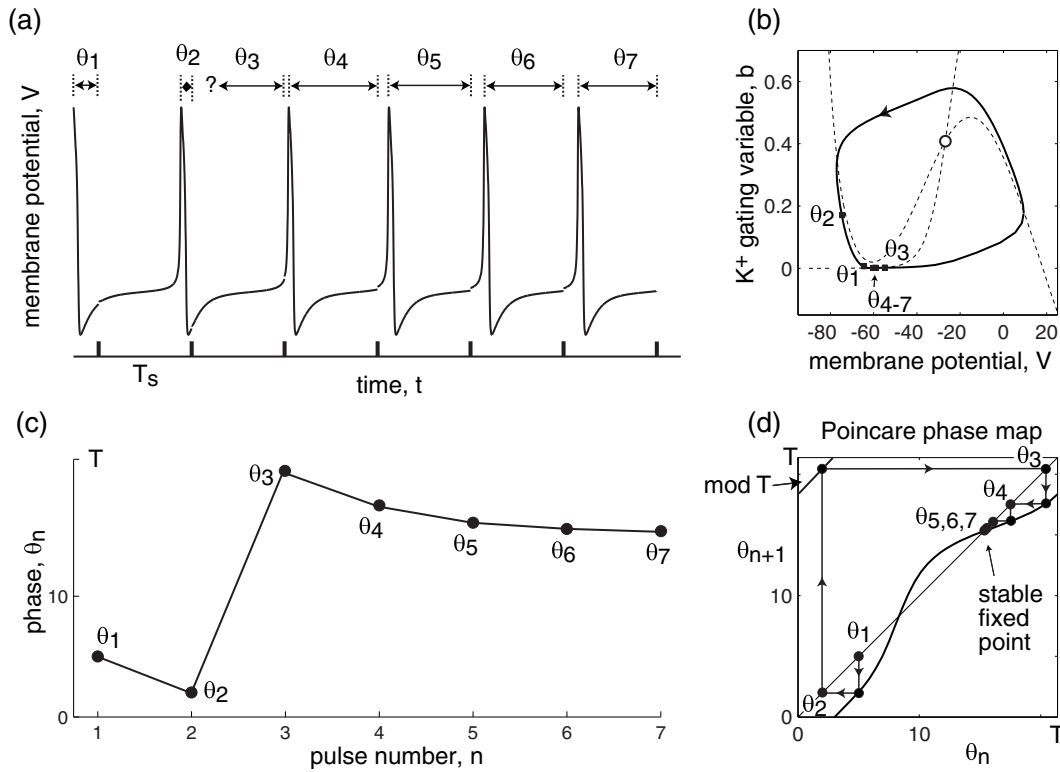 (a)
θ1
θ2
?
θ3
θ4
θ5
θ6
θ7
membrane potential, V
Ts
time, t
(b)
K+ gating variable, b
0.6
0.4
0.2
0
θ2
θ1
θ3
θ4-7
-80
-60
-40
-20
0
20
membrane potential, V
(c)
T
10
0
phase, θn
θ1
θ2
θ3
θ4
θ5
θ6
θ7
1
2
3
4
5
6
7
pulse number, n
(d)
Poincare phase map
T
mod T
θn+1
10
0
θ3
θ4
θ5,6,7
stable
fixed
point
θ1
θ2
0
10
T
θn